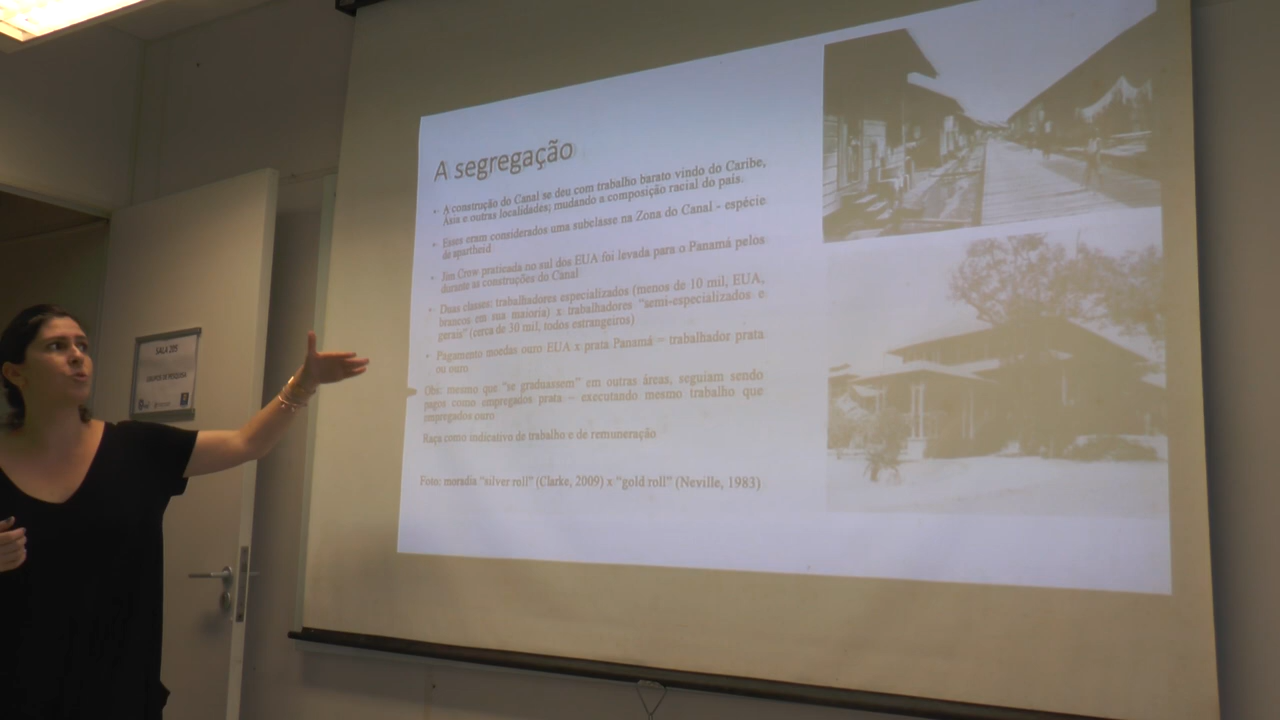 A segregação
• A construção do Canal se deu com trabalho barato vindo do Caribe,
Ásia e outras localidades; mudando a composição racial do país.
• Esses eram considerados uma subclasse na Zona do Canal - espécie
de apartheid
• Jim Crow praticada no sul dos EUA foi levada para o Panamá pelos
durante as construções do Canal
• Duas classes: trabalhadores especializados (menos de 10 mil, EUA,
brancos em sua maioria) x trabalhadores "semi-especializados e
gerais" (cerca de 30 mil, todos estrangeiros)
• Pagamento moedas ouro EUA x prata Panamá = trabalhador prata
ou ouro
Obs: mesmo que "se graduassem" em outras áreas, seguiam sendo
pagos como empregados prata – executando mesmo trabalho que
empregados ouro
Raça como indicativo de trabalho e de remuneração
Foto: moradia "silver roll" (Clarke, 2009) x "gold roll" (Neville, 1983)
SALA 205
GRUPOS DE PESQUISA